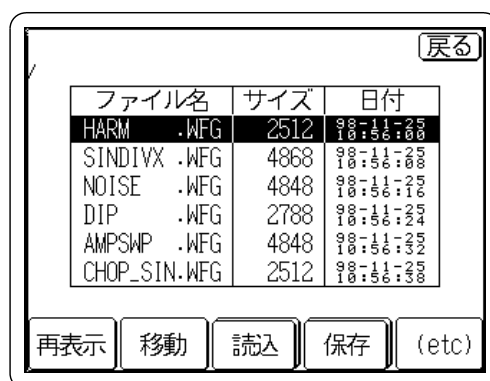 戻る
/
ファイル名 サイズ 日付
HARM .WFG 2512 98-11-25 10:56:00
SINDIVX .WFG 4868 98-11-25 10:56:08
NOISE .WFG 4848 98-11-25 10:56:16
DIP .WFG 2788 98-11-25 10:56:24
AMPSWP .WFG 4848 98-11-25 10:56:32
CHOP_SIN.WFG 2512 98-11-25 10:56:38
再表示 移動 読込 保存 (etc)